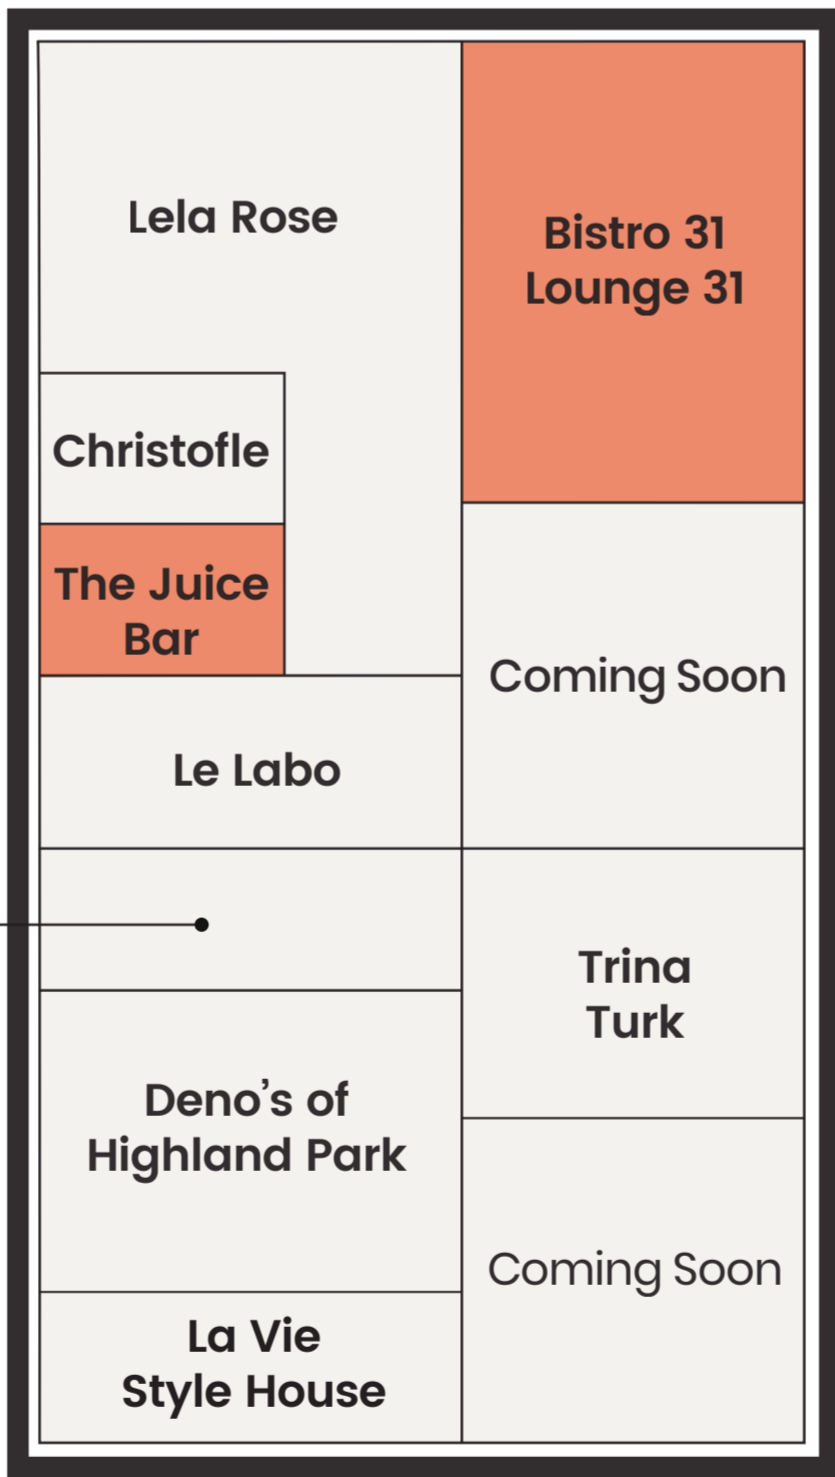 Lela Rose
Bistro 31
Lounge 31
Christofle
The Juice
Bar
Coming Soon
Le Labo
Trina
Turk
Deno’s of
Highland Park
Coming Soon
La Vie
Style House